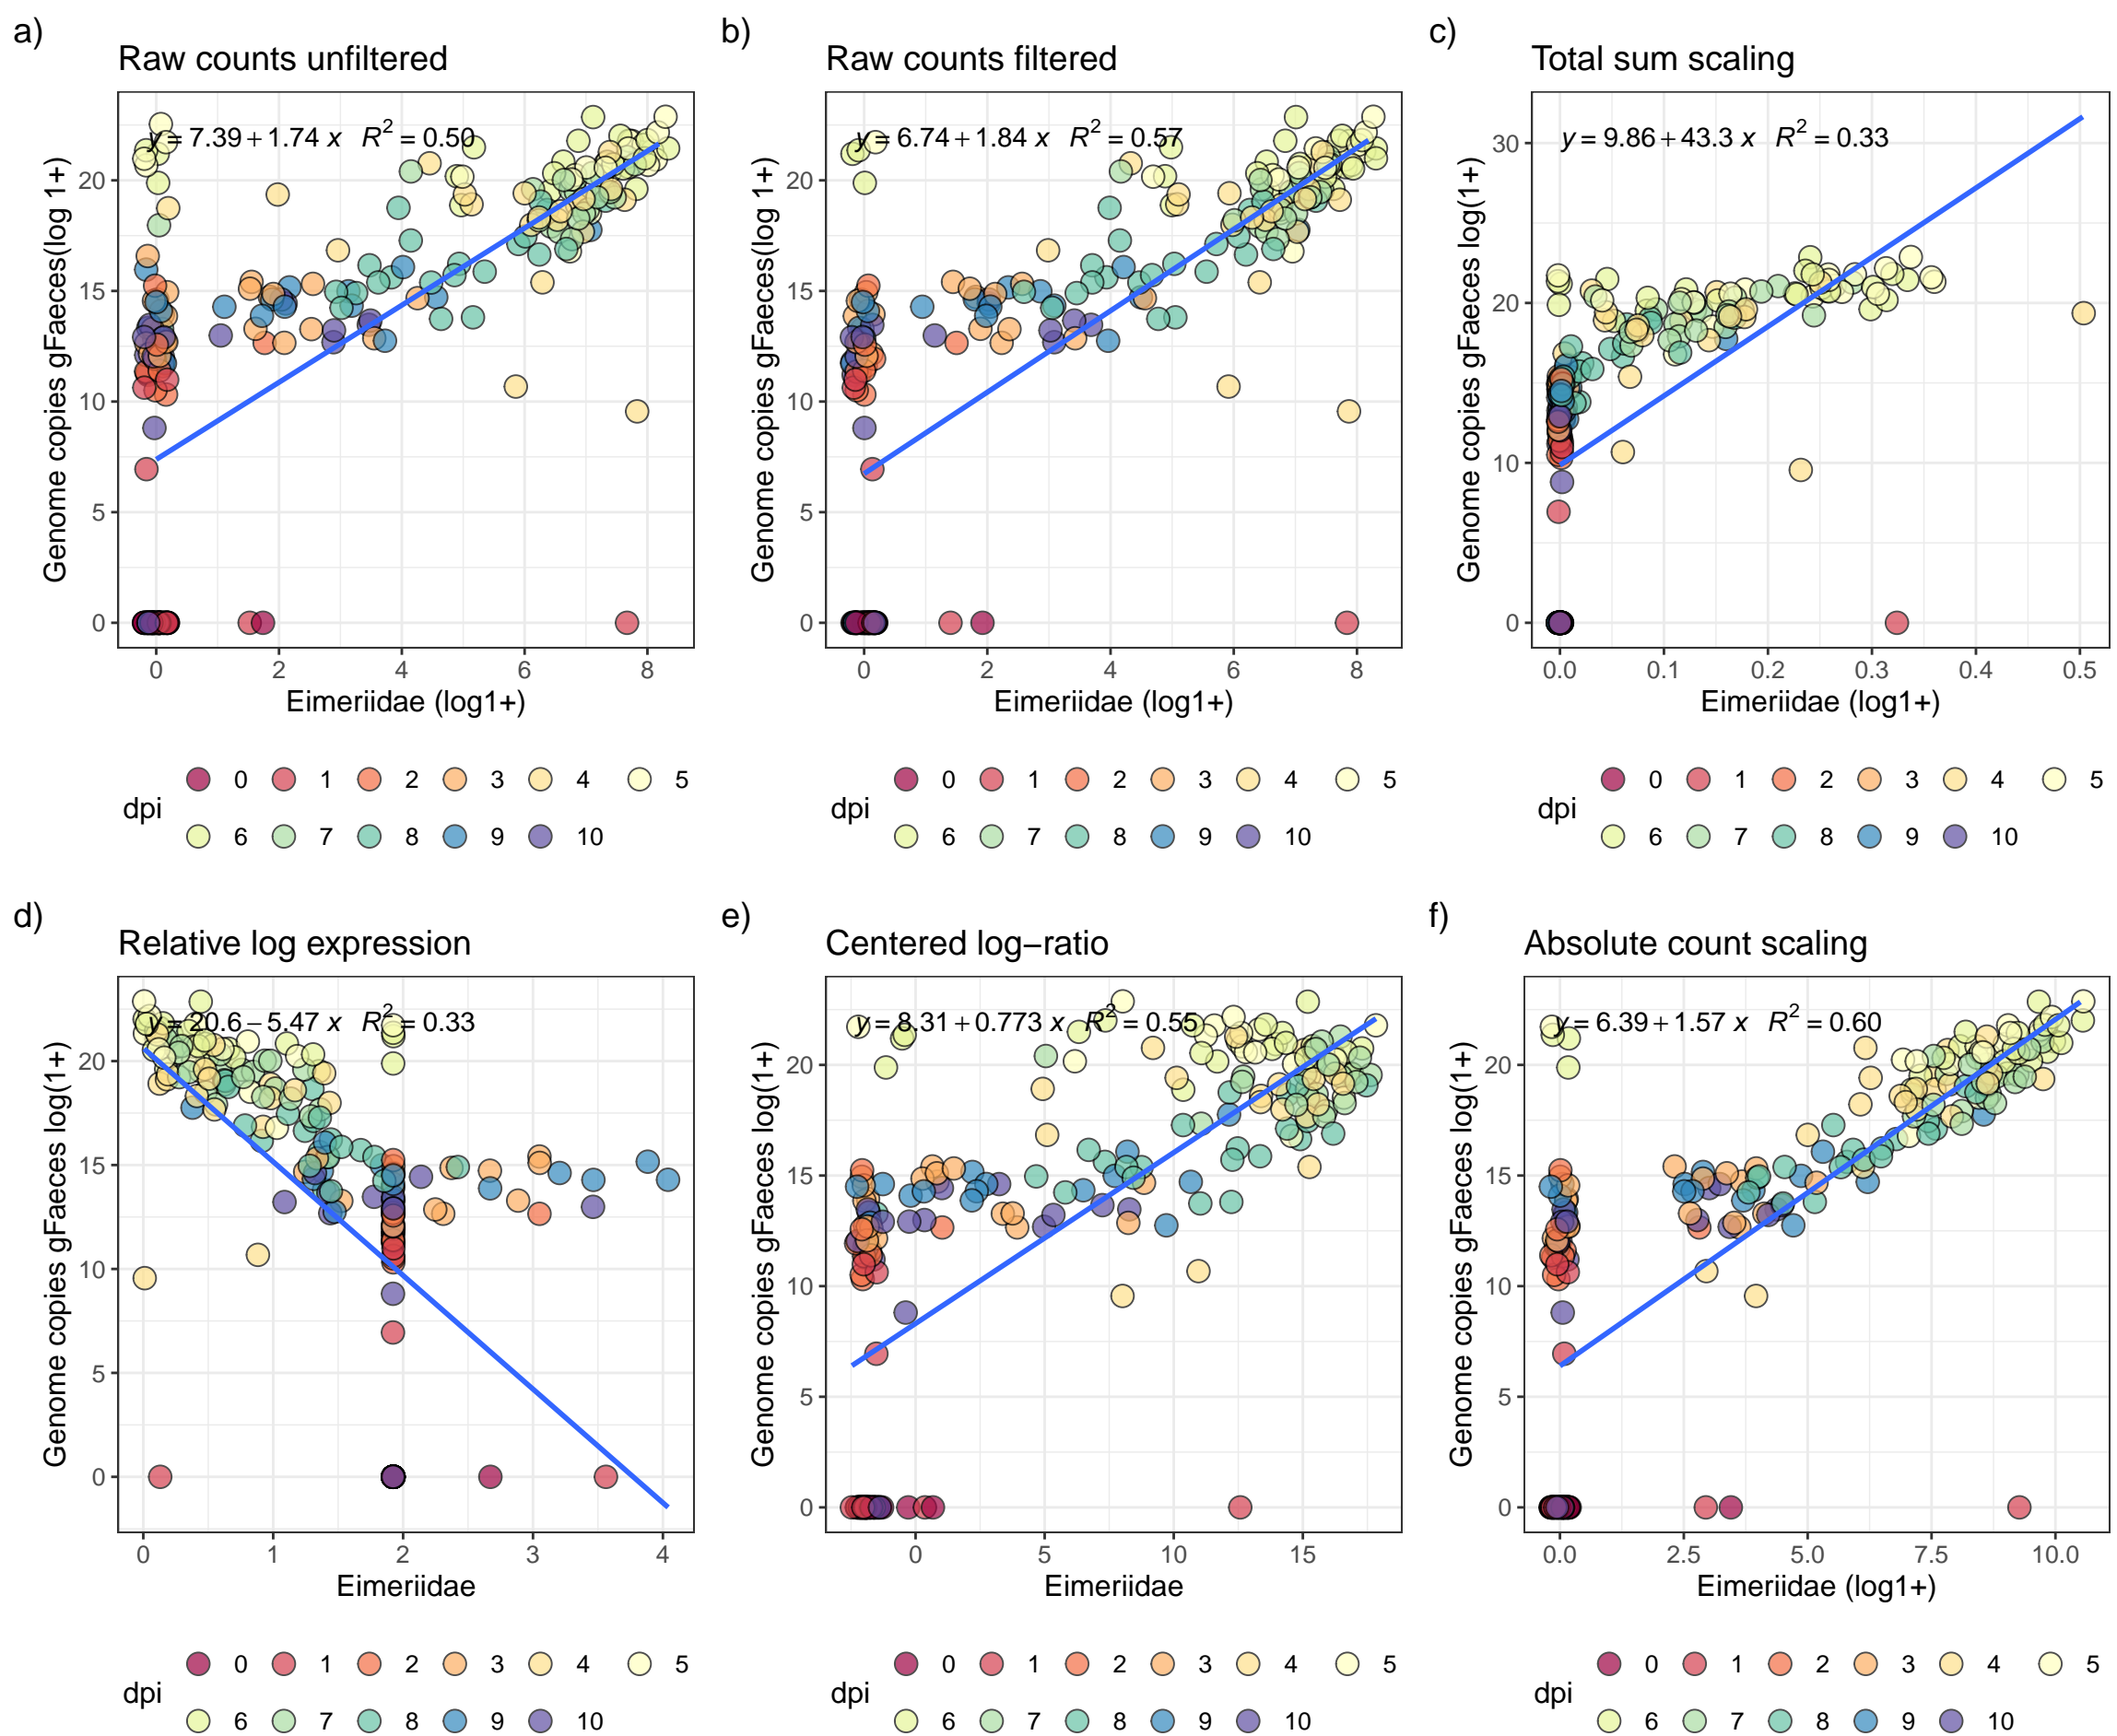 a)
Raw counts unfiltered
y = 7.39 + 1.74 x R2 = 0.50
Genome copies gFaeces(log 1+)
20
15
10
5
0
0 2 4 6 8
Eimeriidae (log1+)
dpi
0 1 2 3 4 5
6 7 8 9 10
b)
Raw counts filtered
y = 6.74 + 1.84 x R2 = 0.57
Genome copies gFaeces(log 1+)
20
15
10
5
0
0 2 4 6 8
Eimeriidae (log1+)
dpi
0 1 2 3 4 5
6 7 8 9 10
c)
Total sum scaling
y = 9.86 + 43.3 x R2 = 0.33
Genome copies gFaeces log(1+)
30
20
10
0
0.0 0.1 0.2 0.3 0.4 0.5
Eimeriidae (log1+)
dpi
0 1 2 3 4 5
6 7 8 9 10
d)
Relative log expression
y = 20.6 − 5.47 x R2 = 0.33
Genome copies gFaeces log(1+)
20
15
10
5
0
0 1 2 3 4
Eimeriidae
dpi
0 1 2 3 4 5
6 7 8 9 10
e)
Centered log−ratio
y = 8.31 + 0.773 x R2 = 0.55
Genome copies gFaeces log(1+)
20
15
10
5
0
0 5 10 15
Eimeriidae
dpi
0 1 2 3 4 5
6 7 8 9 10
f)
Absolute count scaling
y = 6.39 + 1.57 x R2 = 0.60
Genome copies gFaeces log(1+)
20
15
10
5
0
0.0 2.5 5.0 7.5 10.0
Eimeriidae (log1+)
dpi
0 1 2 3 4 5
6 7 8 9 10